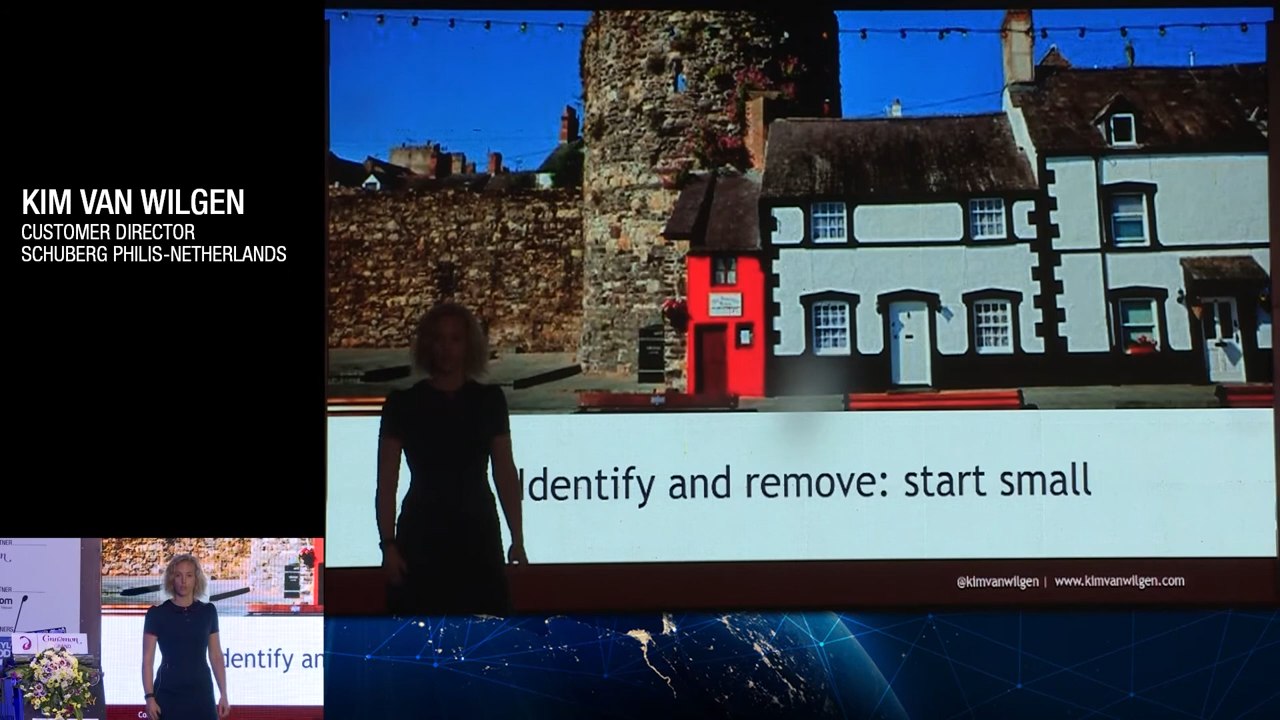 KIM VAN WILGEN
CUSTOMER DIRECTOR
SCHUBERG PHILIS-NETHERLANDS
Identify and remove: start small
@kimvanwilgen | www.kimvanwilgen.com
Cinnamon
dentify an